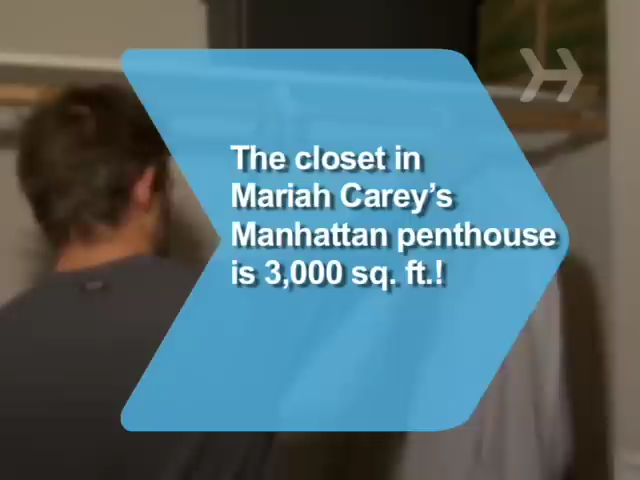 The closet in
Mariah Carey's
Manhattan penthouse
is 3,000 sq. ft.!